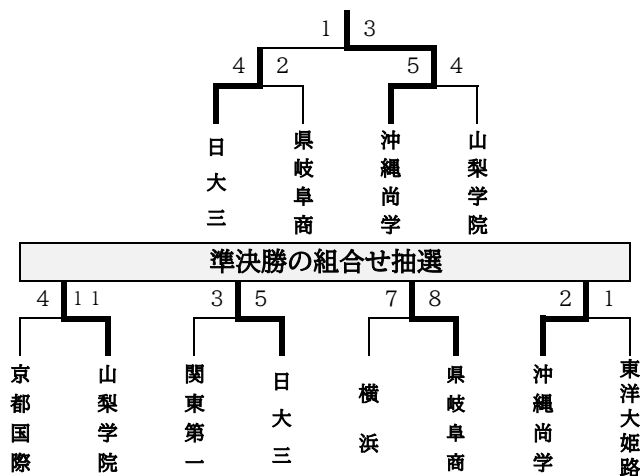 1 3
4 2 5 4
日大三
県岐阜商
沖縄尚学
山梨学院
準決勝の組合せ抽選
4 11 3 5 7 8 2 1
京都国際
山梨学院
関東第一
日大三
横浜
県岐阜商
沖縄尚学
東洋大姫路